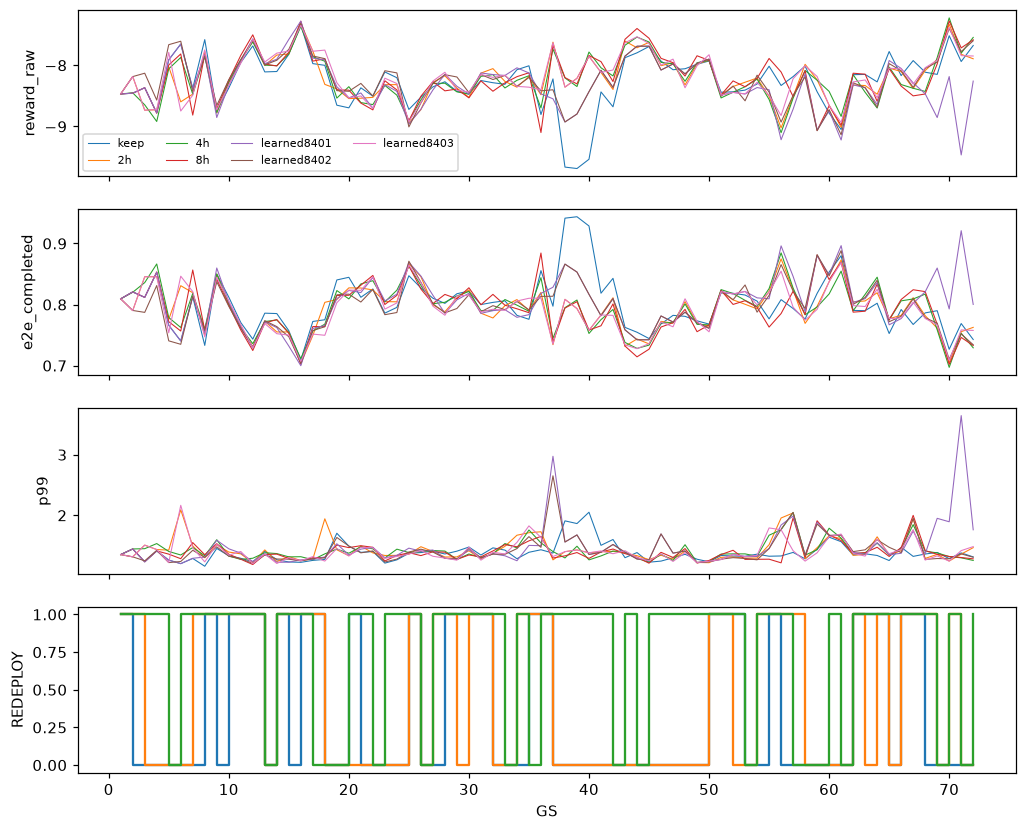 reward_raw
−8
−9
keep
2h
4h
8h
learned8401
learned8402
learned8403
e2e_completed
0.9
0.8
0.7
p99
3
2
REDEPLOY
1.00
0.75
0.50
0.25
0.00
0 10 20 30 40 50 60 70
GS